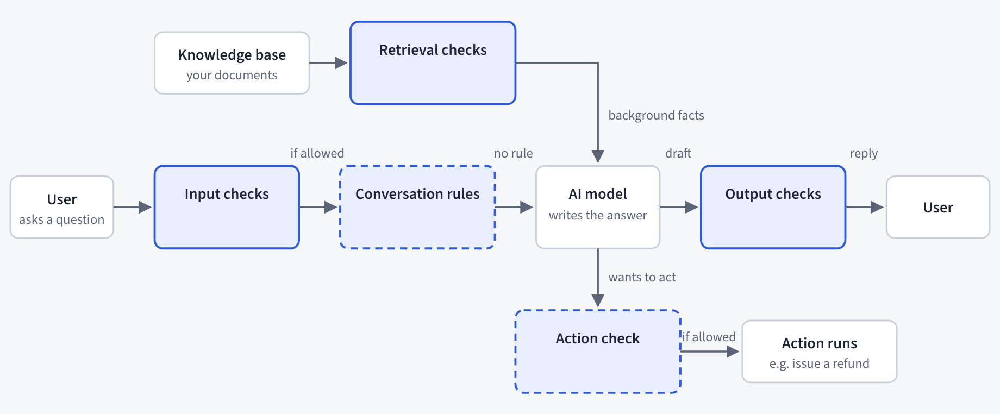 Knowledge base
your documents
Retrieval checks
background facts
if allowed
no rule
draft
reply
User
asks a question
Input checks
Conversation rules
AI model
writes the answer
Output checks
User
wants to act
Action check
if allowed
Action runs
e.g. issue a refund